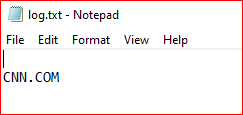 log.txt - Notepad
File Edit Format View Help
CNN.COM